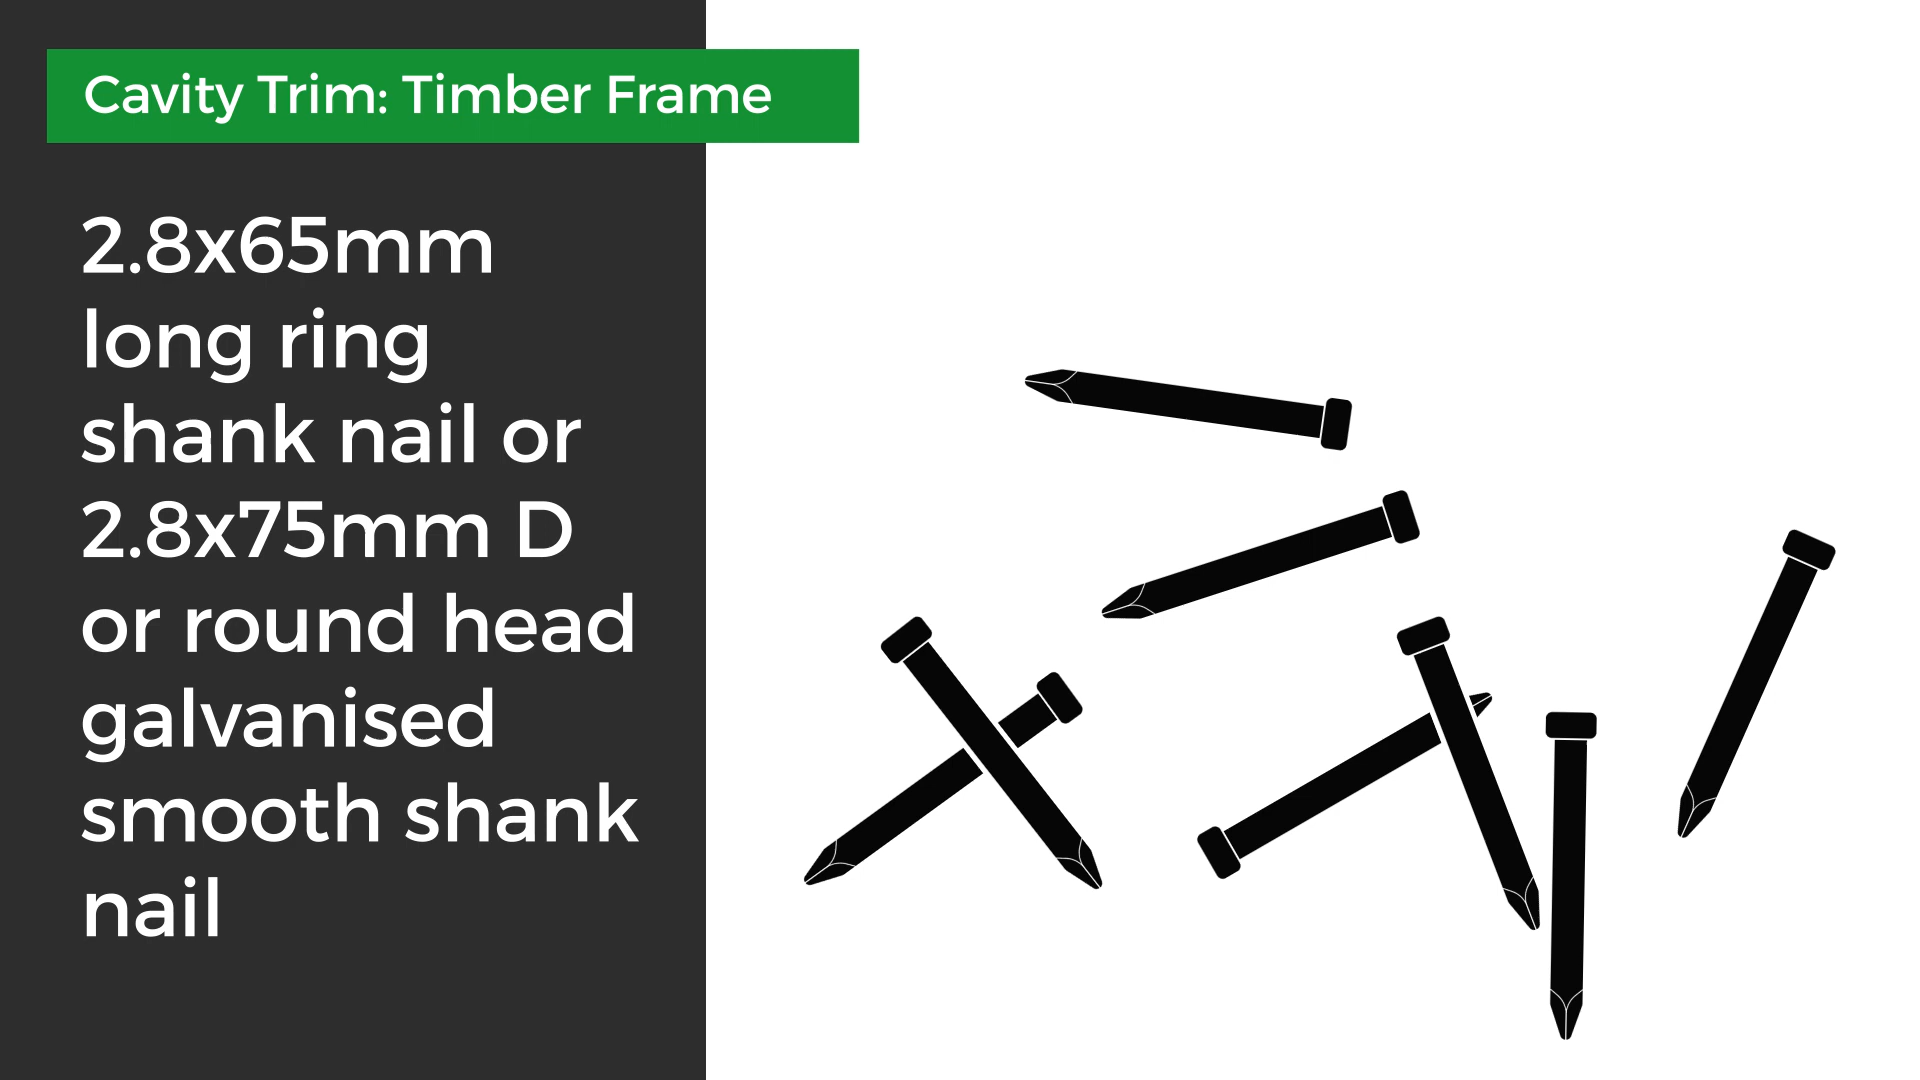 Cavity Trim: Timber Frame
2.8x65mm
long ring
shank nail or
2.8x75mm D
or round head
galvanised
smooth shank
nail